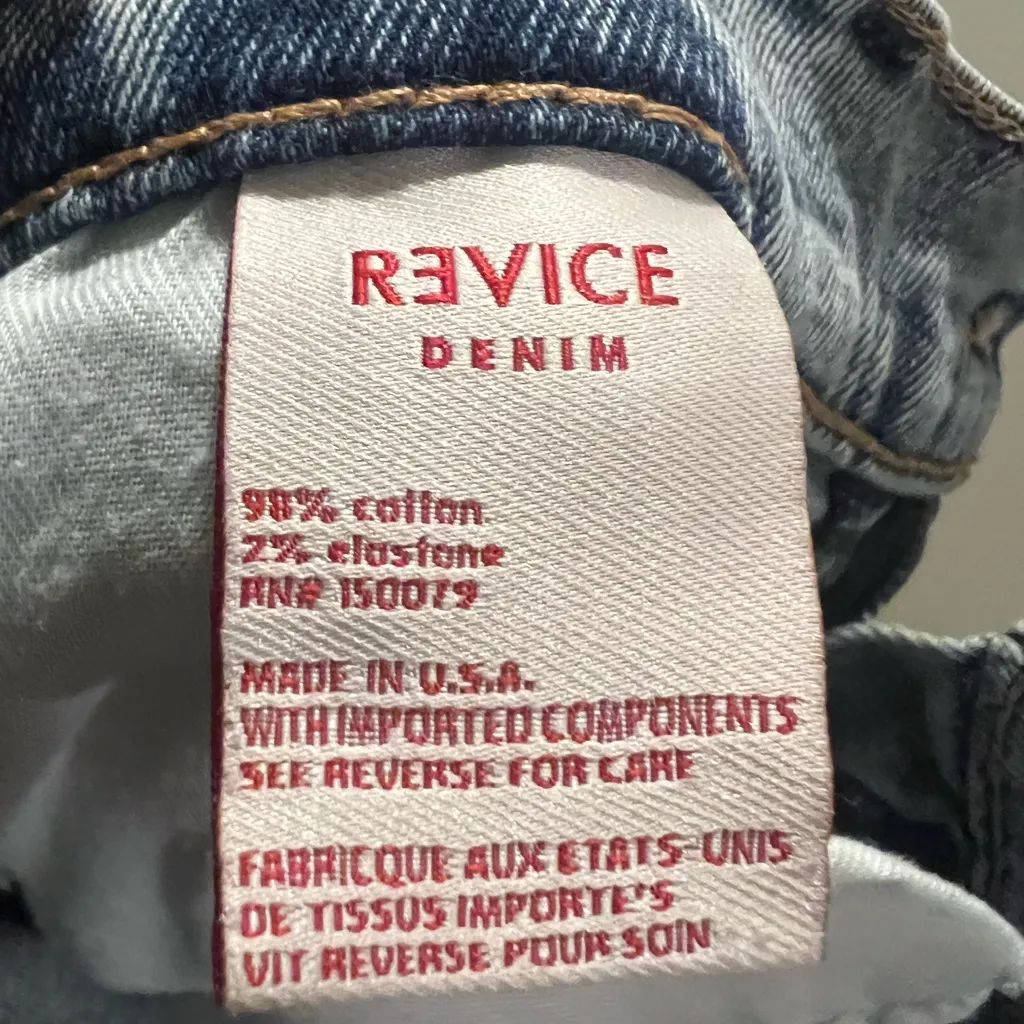 RƎVICE
DENIM
98% cotton
2% elastane
RN# 150079
MADE IN U.S.A.
WITH IMPORTED COMPONENTS
SEE REVERSE FOR CARE
FABRICQUE AUX ETATS-UNIS
DE TISSUS IMPORTE'S
VIT REVERSE POUR SOIN